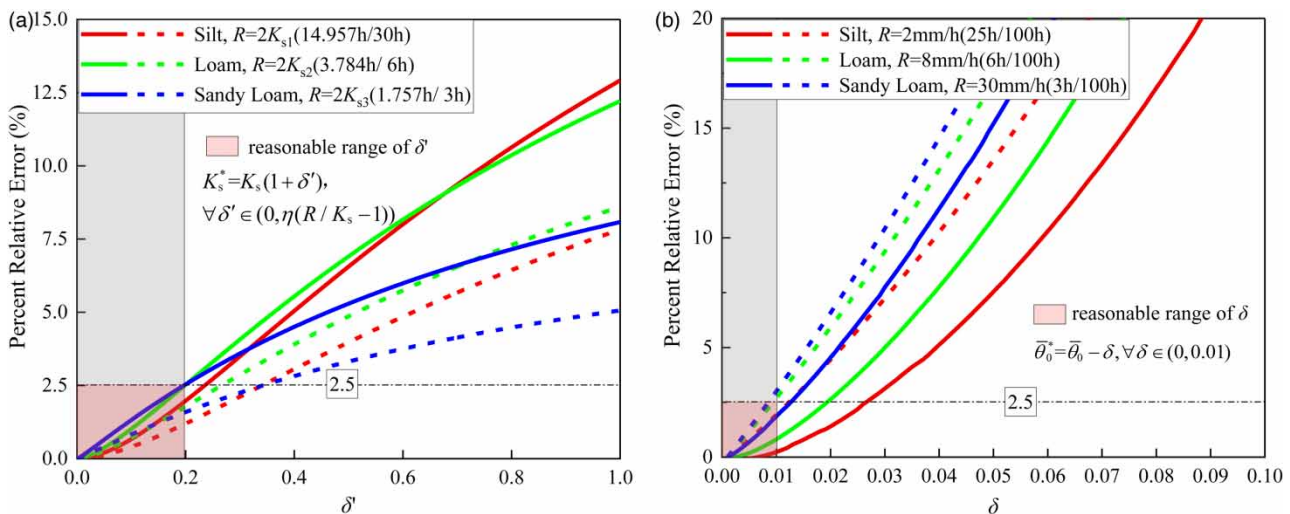 (a)
15.0
12.5
10.0
7.5
5.0
2.5
0.0
Percent Relative Error (%)
Silt, R=2Ks1(14.957h/30h)
Loam, R=2Ks2(3.784h/ 6h)
Sandy Loam, R=2Ks3(1.757h/ 3h)
reasonable range of δ'
Ks*=Ks(1+δ'),
∀δ'∈(0,η(R/Ks−1))
2.5
0.0 0.2 0.4 0.6 0.8 1.0
δ'
(b)
20
15
10
5
0
Percent Relative Error (%)
Silt, R=2mm/h(25h/100h)
Loam, R=8mm/h(6h/100h)
Sandy Loam, R=30mm/h(3h/100h)
reasonable range of δ
θ̅0*=θ̅0−δ,∀δ∈(0,0.01)
2.5
0.00 0.01 0.02 0.03 0.04 0.05 0.06 0.07 0.08 0.09 0.10
δ